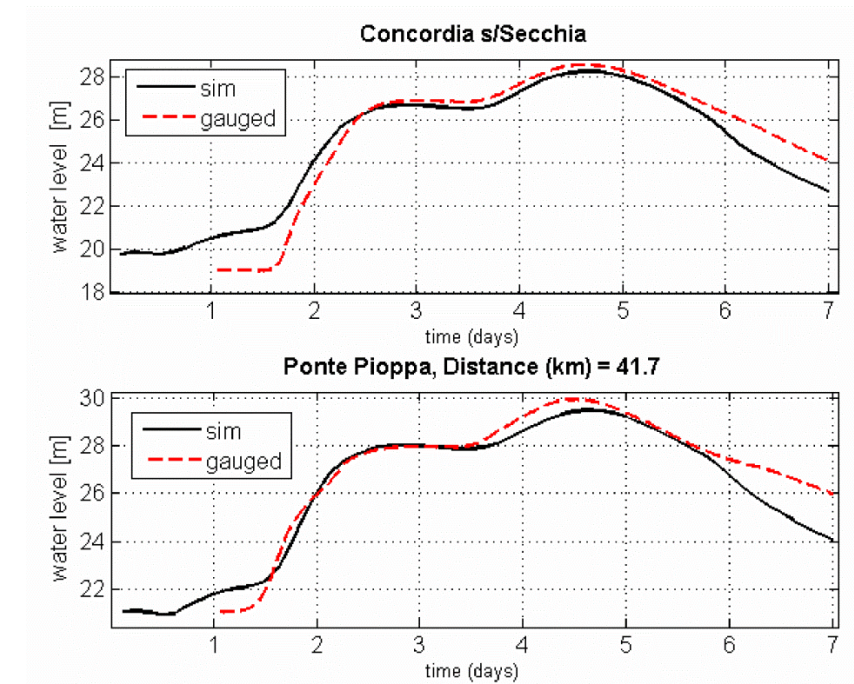 Concordia s/Secchia
28
26
24
22
20
18
water level [m]
sim
gauged
1 2 3 4 5 6 7
time (days)
Ponte Pioppa, Distance (km) = 41.7
30
28
26
24
22
water level [m]
sim
gauged
1 2 3 4 5 6 7
time (days)